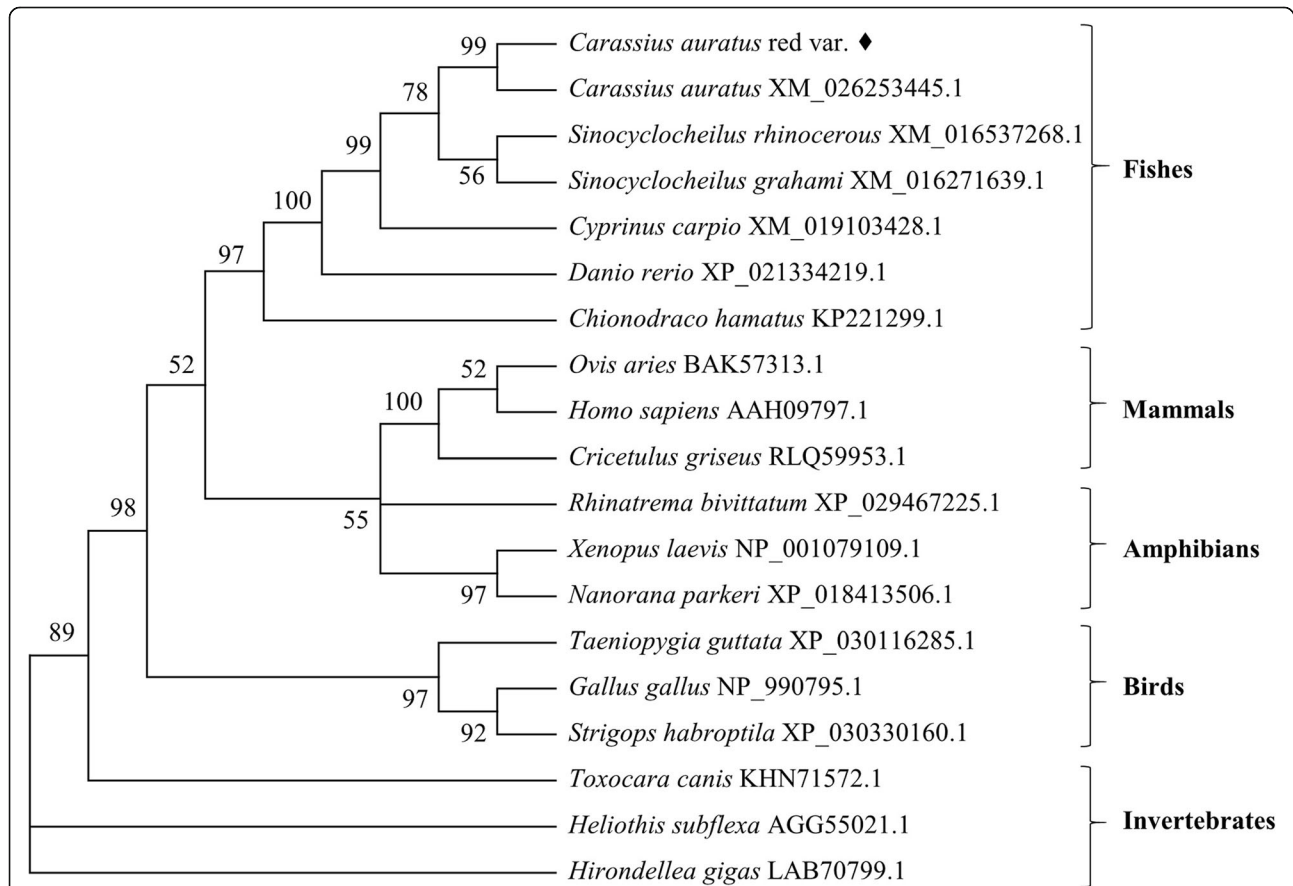 99
Carassius auratus red var. ♦
78
Carassius auratus XM_026253445.1
99
Sinocyclocheilus rhinocerous XM_016537268.1
56
Sinocyclocheilus grahami XM_016271639.1
Fishes
100
Cyprinus carpio XM_019103428.1
97
Danio rerio XP_021334219.1
Chionodraco hamatus KP221299.1
52
52
Ovis aries BAK57313.1
100
Homo sapiens AAH09797.1
Mammals
Cricetulus griseus RLQ59953.1
98
55
Rhinatrema bivittatum XP_029467225.1
Xenopus laevis NP_001079109.1
Amphibians
97
Nanorana parkeri XP_018413506.1
89
Taeniopygia guttata XP_030116285.1
97
Gallus gallus NP_990795.1
Birds
92
Strigops habroptila XP_030330160.1
Toxocara canis KHN71572.1
Heliothis subflexa AGG55021.1
Invertebrates
Hirondellea gigas LAB70799.1